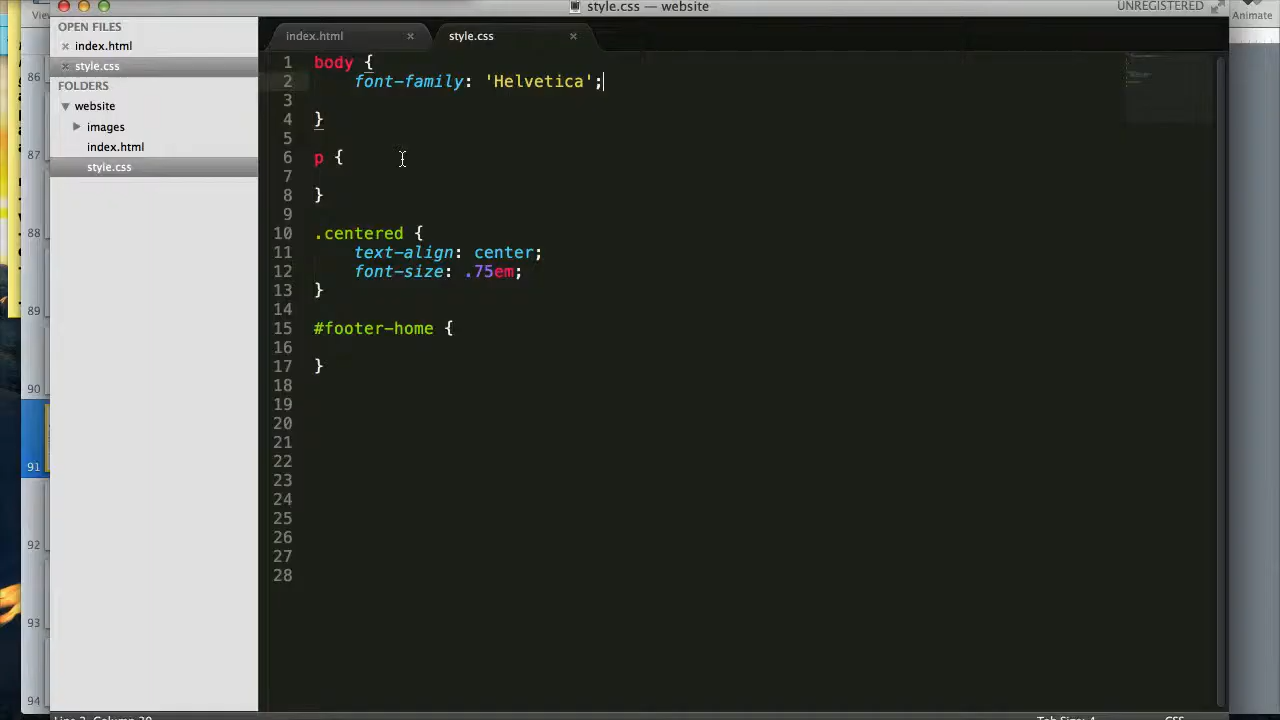 style.css — website
UNREGISTERED
Animate
OPEN FILES
index.html
style.css
FOLDERS
website
images
index.html
style.css
index.html
style.css
1 body {
2 font-family: 'Helvetica';
3
4 }
5
6 p {
7
8 }
9
10 .centered {
11 text-align: center;
12 font-size: .75em;
13 }
14
15 #footer-home {
16
17 }
18
19
20
21
22
23
24
25
26
27
28
86
87
88
89
90
91
92
93
94